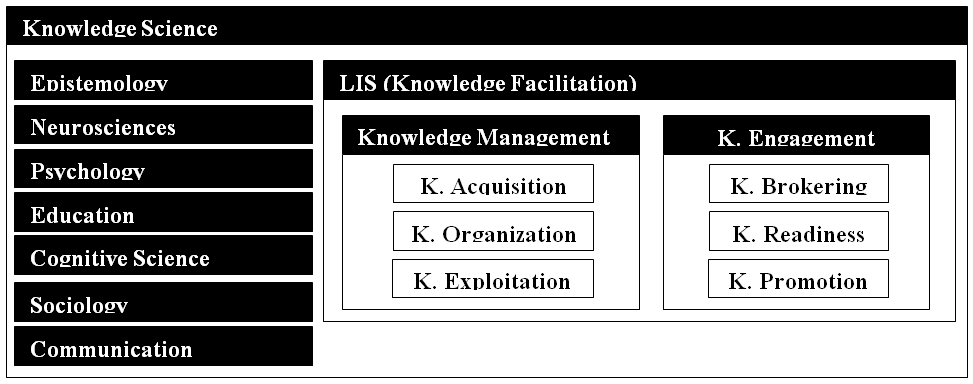 Knowledge Science
Epistemology
Neurosciences
Psychology
Education
Cognitive Science
Sociology
Communication
LIS (Knowledge Facilitation)
Knowledge Management
K. Acquisition
K. Organization
K. Exploitation
K. Engagement
K. Brokering
K. Readiness
K. Promotion